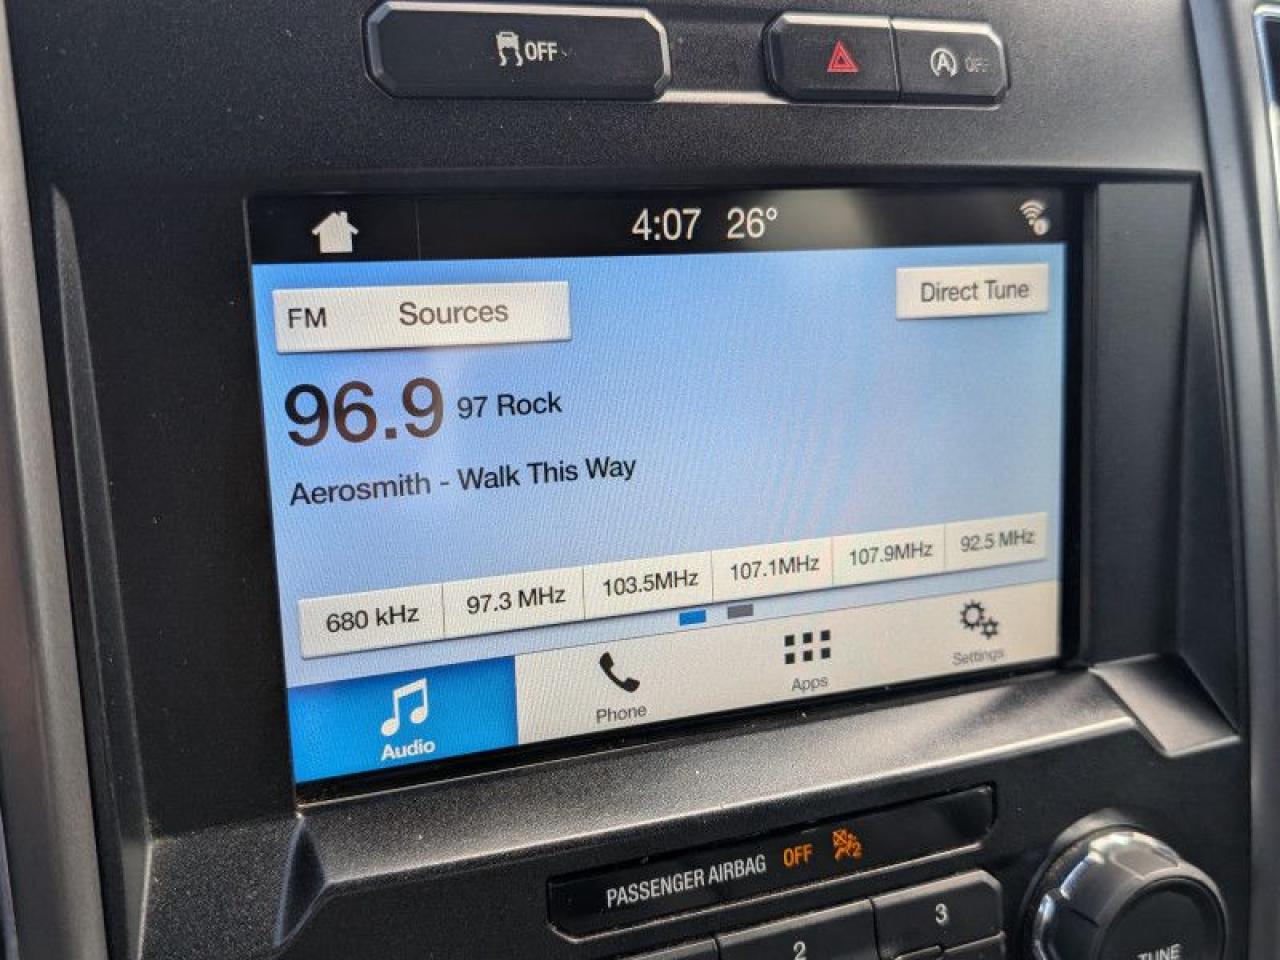 OFF
A OFF
4:07 26°
FM Sources
Direct Tune
96.9 97 Rock
Aerosmith - Walk This Way
680 kHz 97.3 MHz 103.5MHz 107.1MHz 107.9MHz 92.5 MHz
Audio Phone Apps Settings
PASSENGER AIRBAG OFF 2
2 3
TUNE